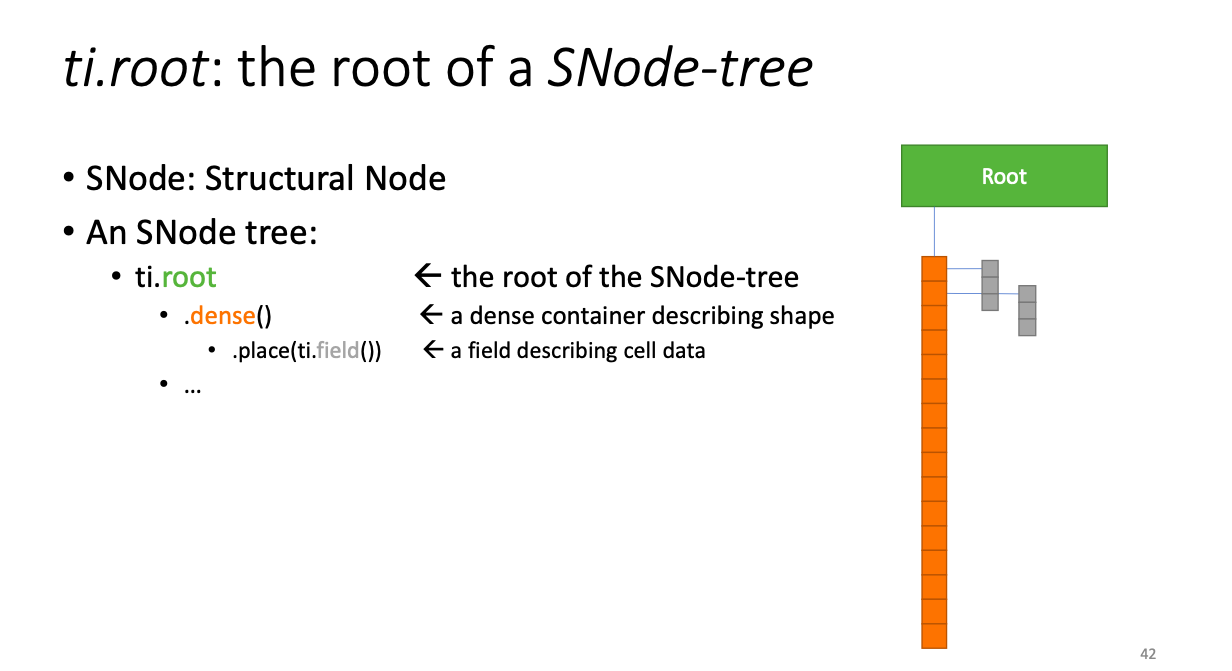 ti.root: the root of a SNode-tree
• SNode: Structural Node
• An SNode tree:
• ti.root ← the root of the SNode-tree
• .dense() ← a dense container describing shape
• .place(ti.field()) ← a field describing cell data
• …
Root
42